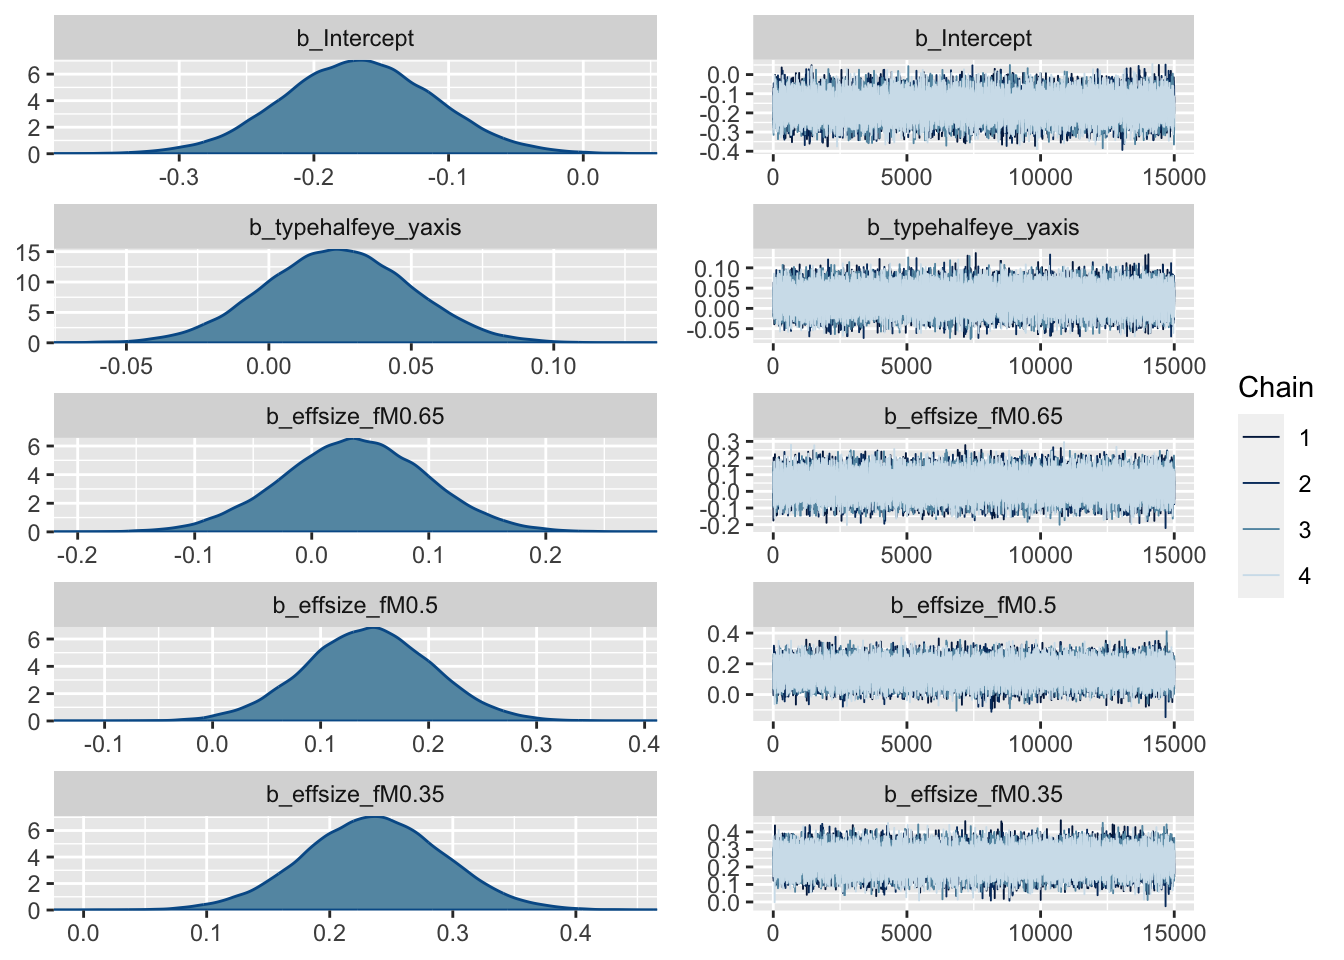 b_Intercept
6
4
2
0
-0.3 -0.2 -0.1 0.0
b_Intercept
0.0
-0.1
-0.2
-0.3
-0.4
0 5000 10000 15000
b_typehalfeye_yaxis
15
10
5
0
-0.05 0.00 0.05 0.10
b_typehalfeye_yaxis
0.10
0.05
0.00
-0.05
0 5000 10000 15000
b_effsize_fM0.65
6
4
2
0
-0.2 -0.1 0.0 0.1 0.2
b_effsize_fM0.65
0.3
0.2
0.1
0.0
-0.1
-0.2
0 5000 10000 15000
b_effsize_fM0.5
6
4
2
0
-0.1 0.0 0.1 0.2 0.3 0.4
b_effsize_fM0.5
0.4
0.2
0.0
0 5000 10000 15000
b_effsize_fM0.35
6
4
2
0
0.0 0.1 0.2 0.3 0.4
b_effsize_fM0.35
0.4
0.3
0.2
0.1
0.0
0 5000 10000 15000
Chain
1
2
3
4